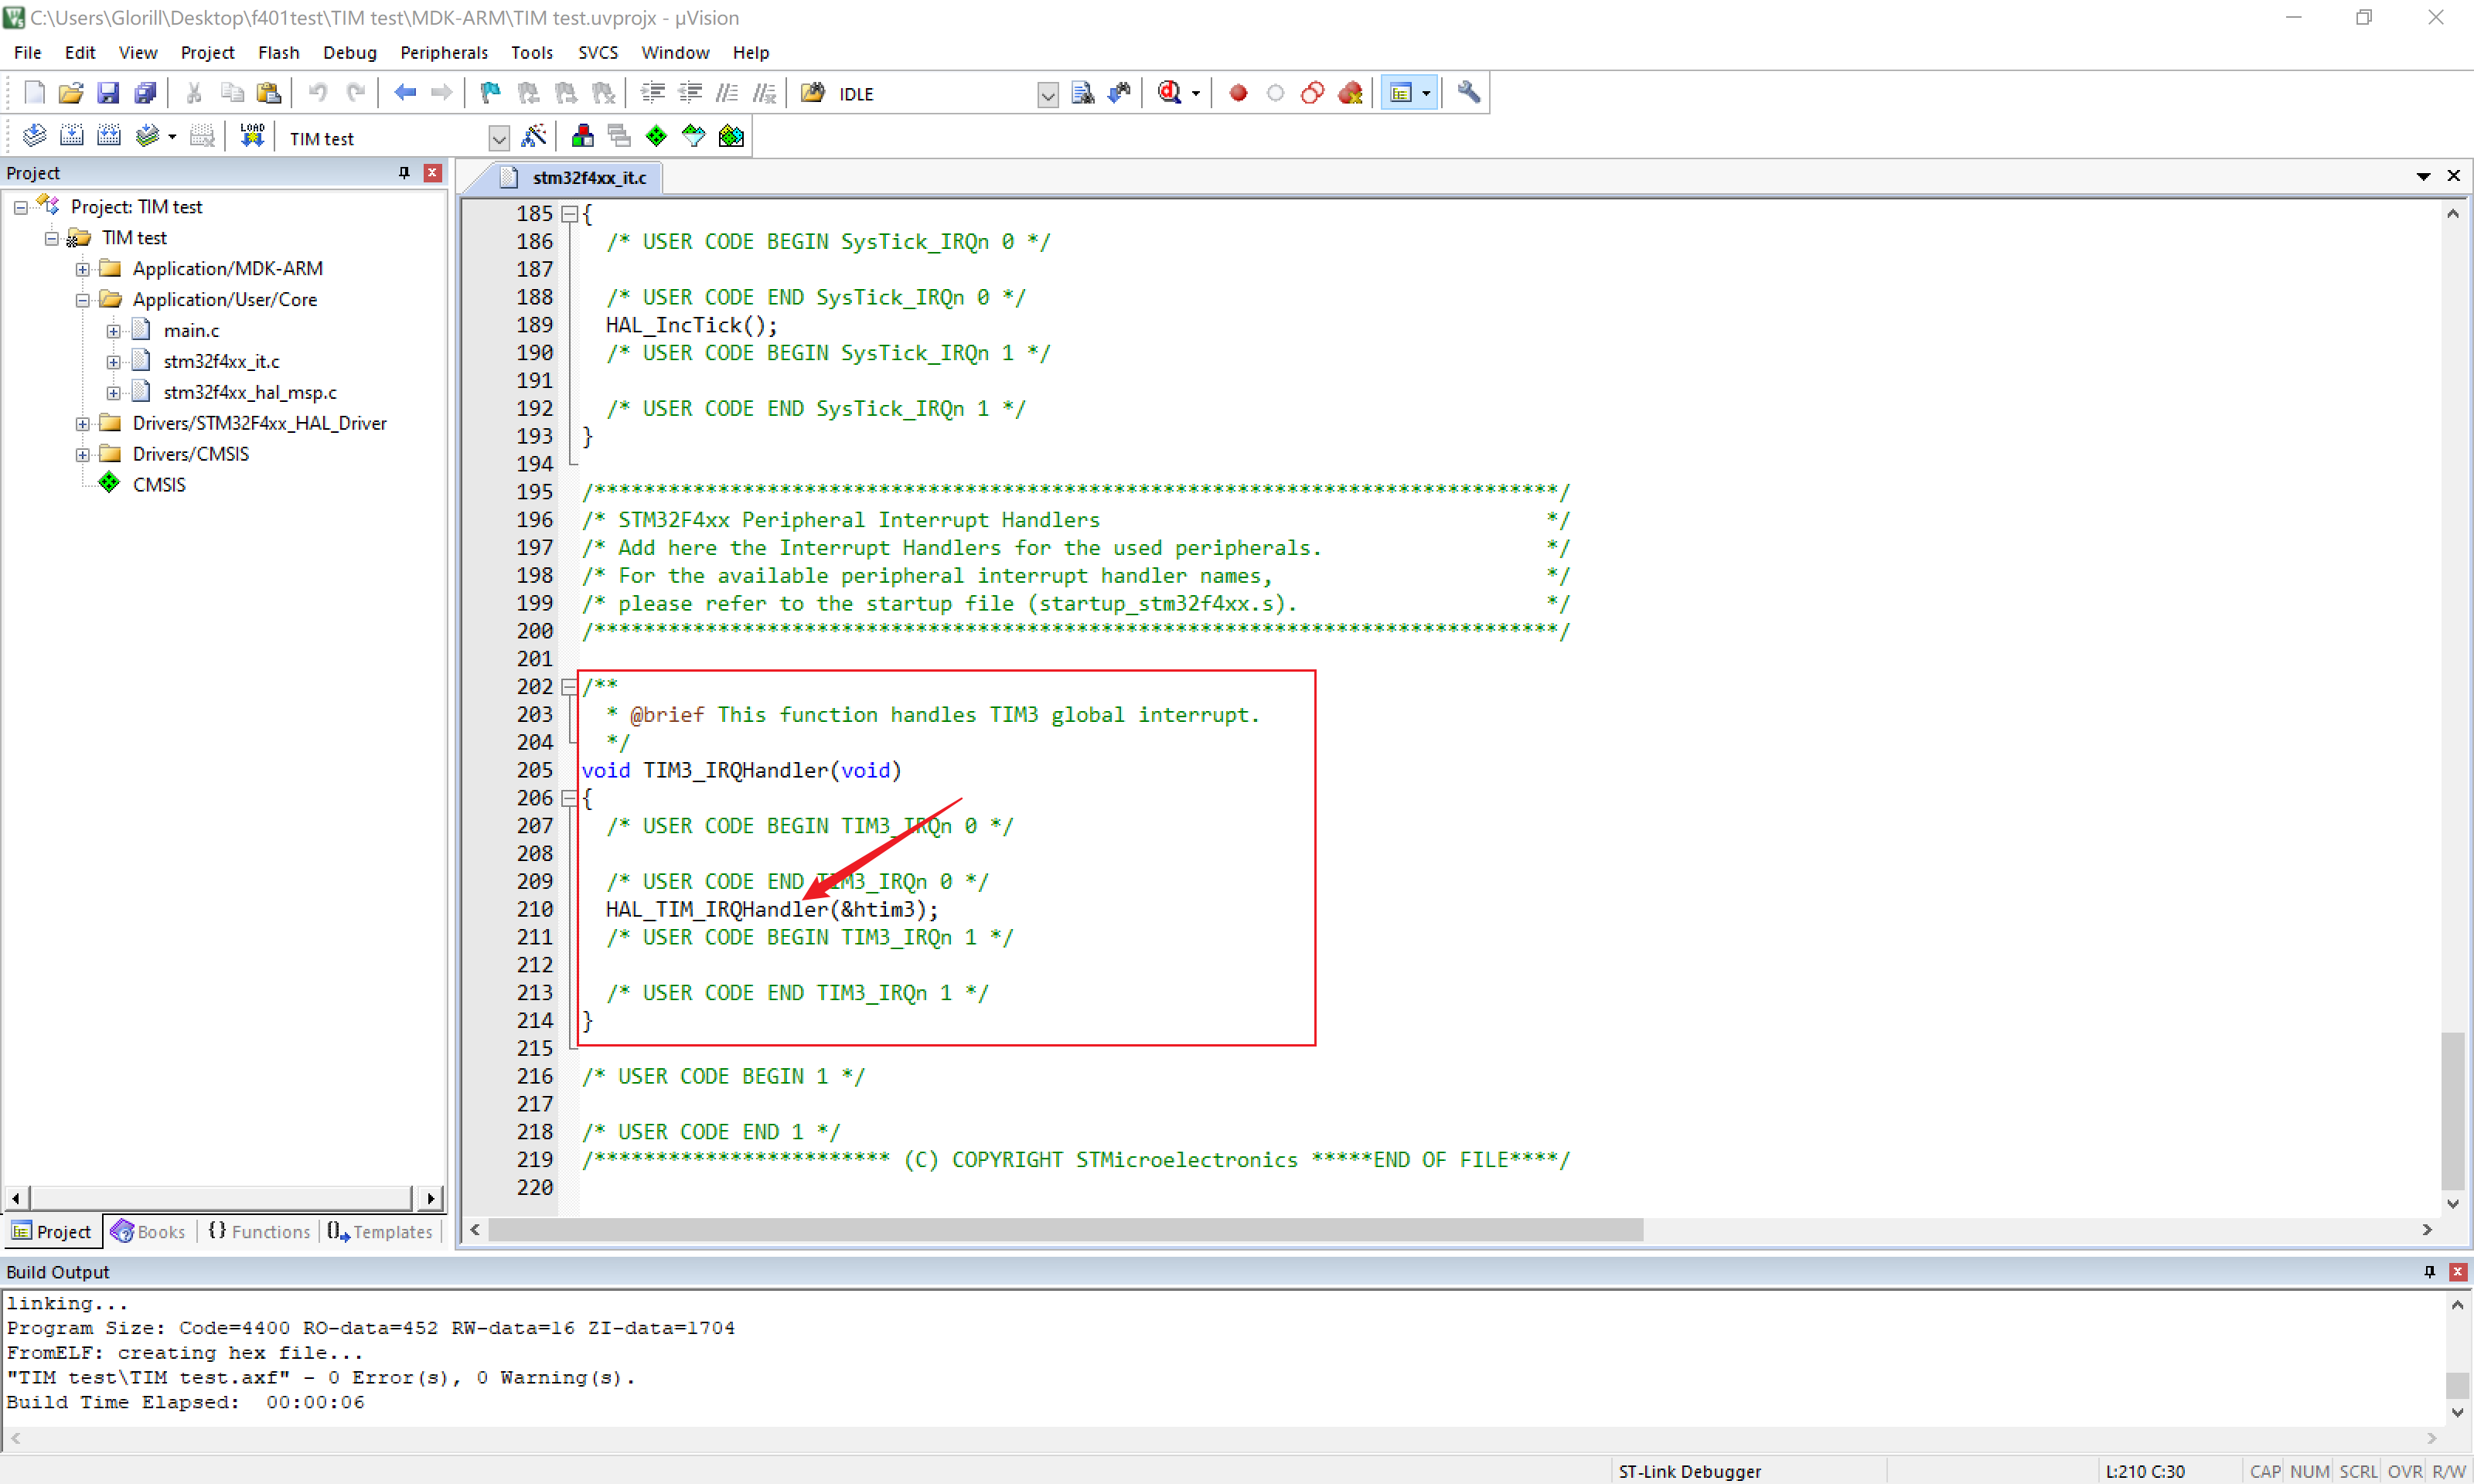 C:\Users\Glorill\Desktop\f401test\TIM test\MDK-ARM\TIM test.uvprojx - µVision
File Edit View Project Flash Debug Peripherals Tools SVCS Window Help
IDLE
LOAD TIM test
Project
stm32f4xx_it.c
Project: TIM test
TIM test
Application/MDK-ARM
Application/User/Core
main.c
stm32f4xx_it.c
stm32f4xx_hal_msp.c
Drivers/STM32F4xx_HAL_Driver
Drivers/CMSIS
CMSIS
185 {
186 /* USER CODE BEGIN SysTick_IRQn 0 */
187
188 /* USER CODE END SysTick_IRQn 0 */
189 HAL_IncTick();
190 /* USER CODE BEGIN SysTick_IRQn 1 */
191
192 /* USER CODE END SysTick_IRQn 1 */
193 }
194
195 /******************************************************************************/
196 /* STM32F4xx Peripheral Interrupt Handlers */
197 /* Add here the Interrupt Handlers for the used peripherals. */
198 /* For the available peripheral interrupt handler names, */
199 /* please refer to the startup file (startup_stm32f4xx.s). */
200 /******************************************************************************/
201
202 /**
203 * @brief This function handles TIM3 global interrupt.
204 */
205 void TIM3_IRQHandler(void)
206 {
207 /* USER CODE BEGIN TIM3_IRQn 0 */
208
209 /* USER CODE END TIM3_IRQn 0 */
210 HAL_TIM_IRQHandler(&htim3);
211 /* USER CODE BEGIN TIM3_IRQn 1 */
212
213 /* USER CODE END TIM3_IRQn 1 */
214 }
215
216 /* USER CODE BEGIN 1 */
217
218 /* USER CODE END 1 */
219 /************************ (C) COPYRIGHT STMicroelectronics *****END OF FILE****/
220
Project Books {} Functions Templates
Build Output
linking...
Program Size: Code=4400 RO-data=452 RW-data=16 ZI-data=1704
FromELF: creating hex file...
"TIM test\TIM test.axf" - 0 Error(s), 0 Warning(s).
Build Time Elapsed:  00:00:06
ST-Link Debugger L:210 C:30 CAP NUM SCRL OVR R/W